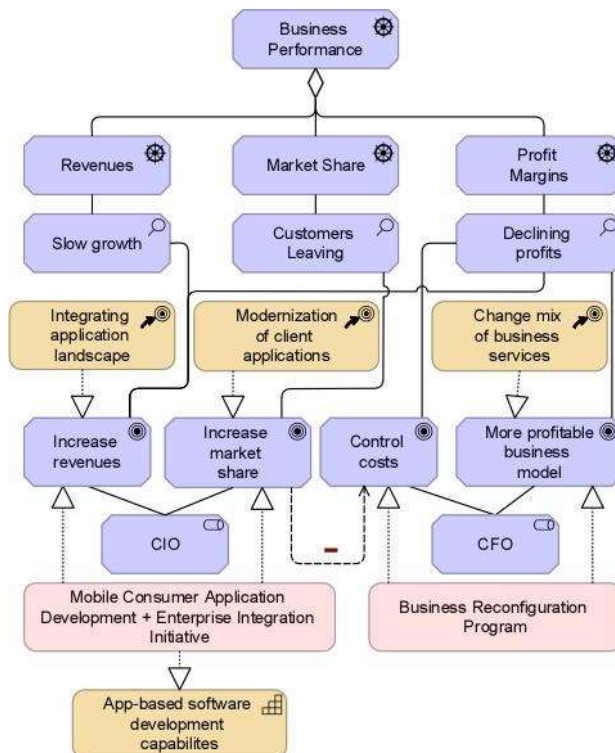 Business
Performance
Revenues
Market Share
Profit
Margins
Slow growth
Customers
Leaving
Declining
profits
Integrating
application
landscape
Modernization
of client
applications
Change mix
of business
services
Increase
revenues
Increase
market
share
Control
costs
More profitable
business
model
CIO
CFO
Mobile Consumer Application
Development + Enterprise Integration
Initiative
Business Reconfiguration
Program
App-based software
development
capabilites